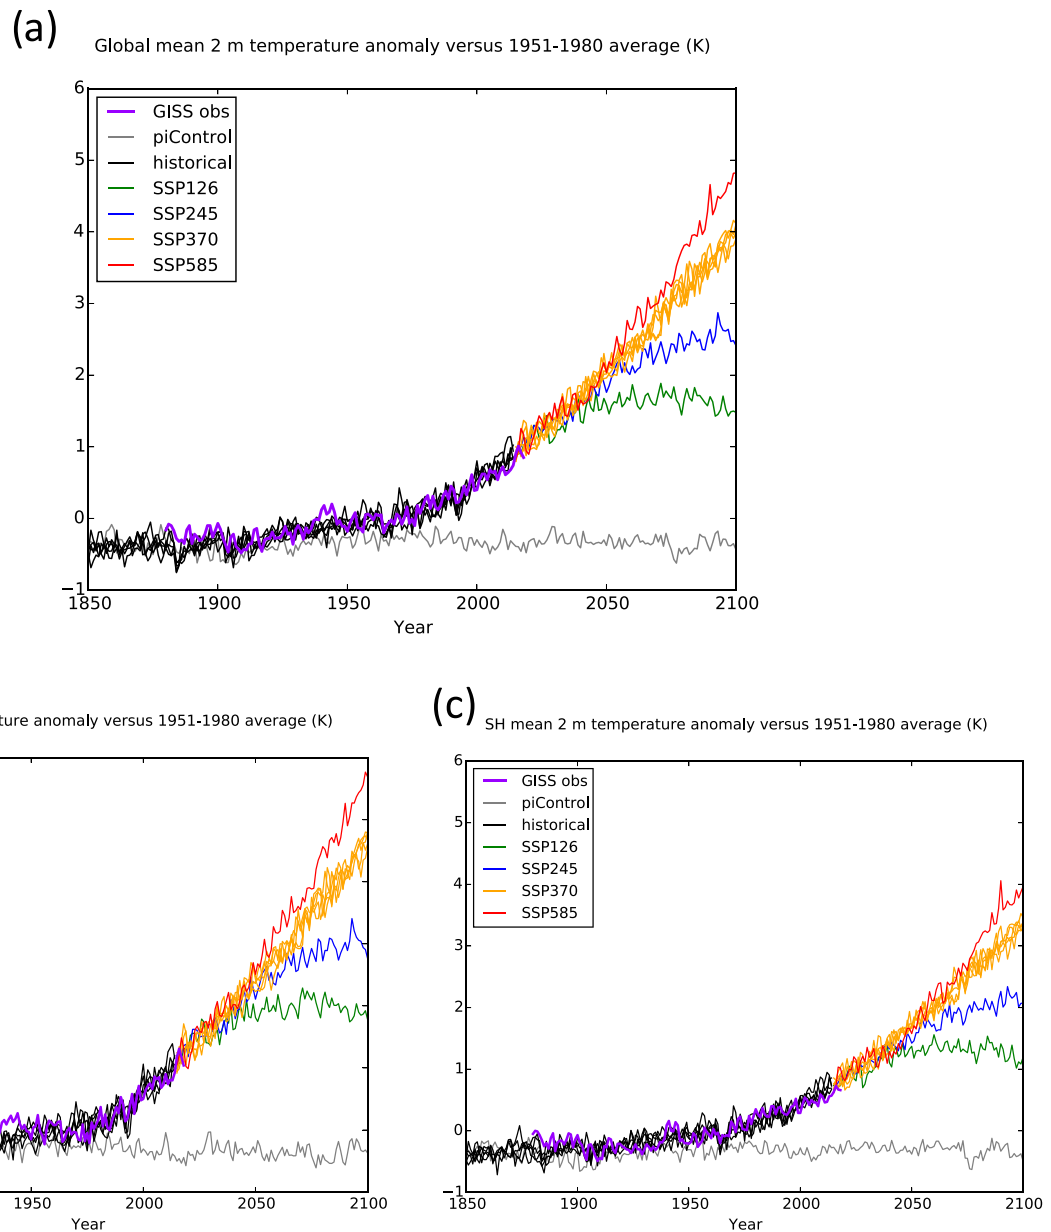 (a)
Global mean 2 m temperature anomaly versus 1951-1980 average (K)
6
5
4
3
2
1
0
−1
GISS obs
piControl
historical
SSP126
SSP245
SSP370
SSP585
1850
1900
1950
2000
2050
2100
Year
ture anomaly versus 1951-1980 average (K)
1950
2000
2050
2100
Year
(c)
SH mean 2 m temperature anomaly versus 1951-1980 average (K)
6
5
4
3
2
1
0
−1
GISS obs
piControl
historical
SSP126
SSP245
SSP370
SSP585
1850
1900
1950
2000
2050
2100
Year